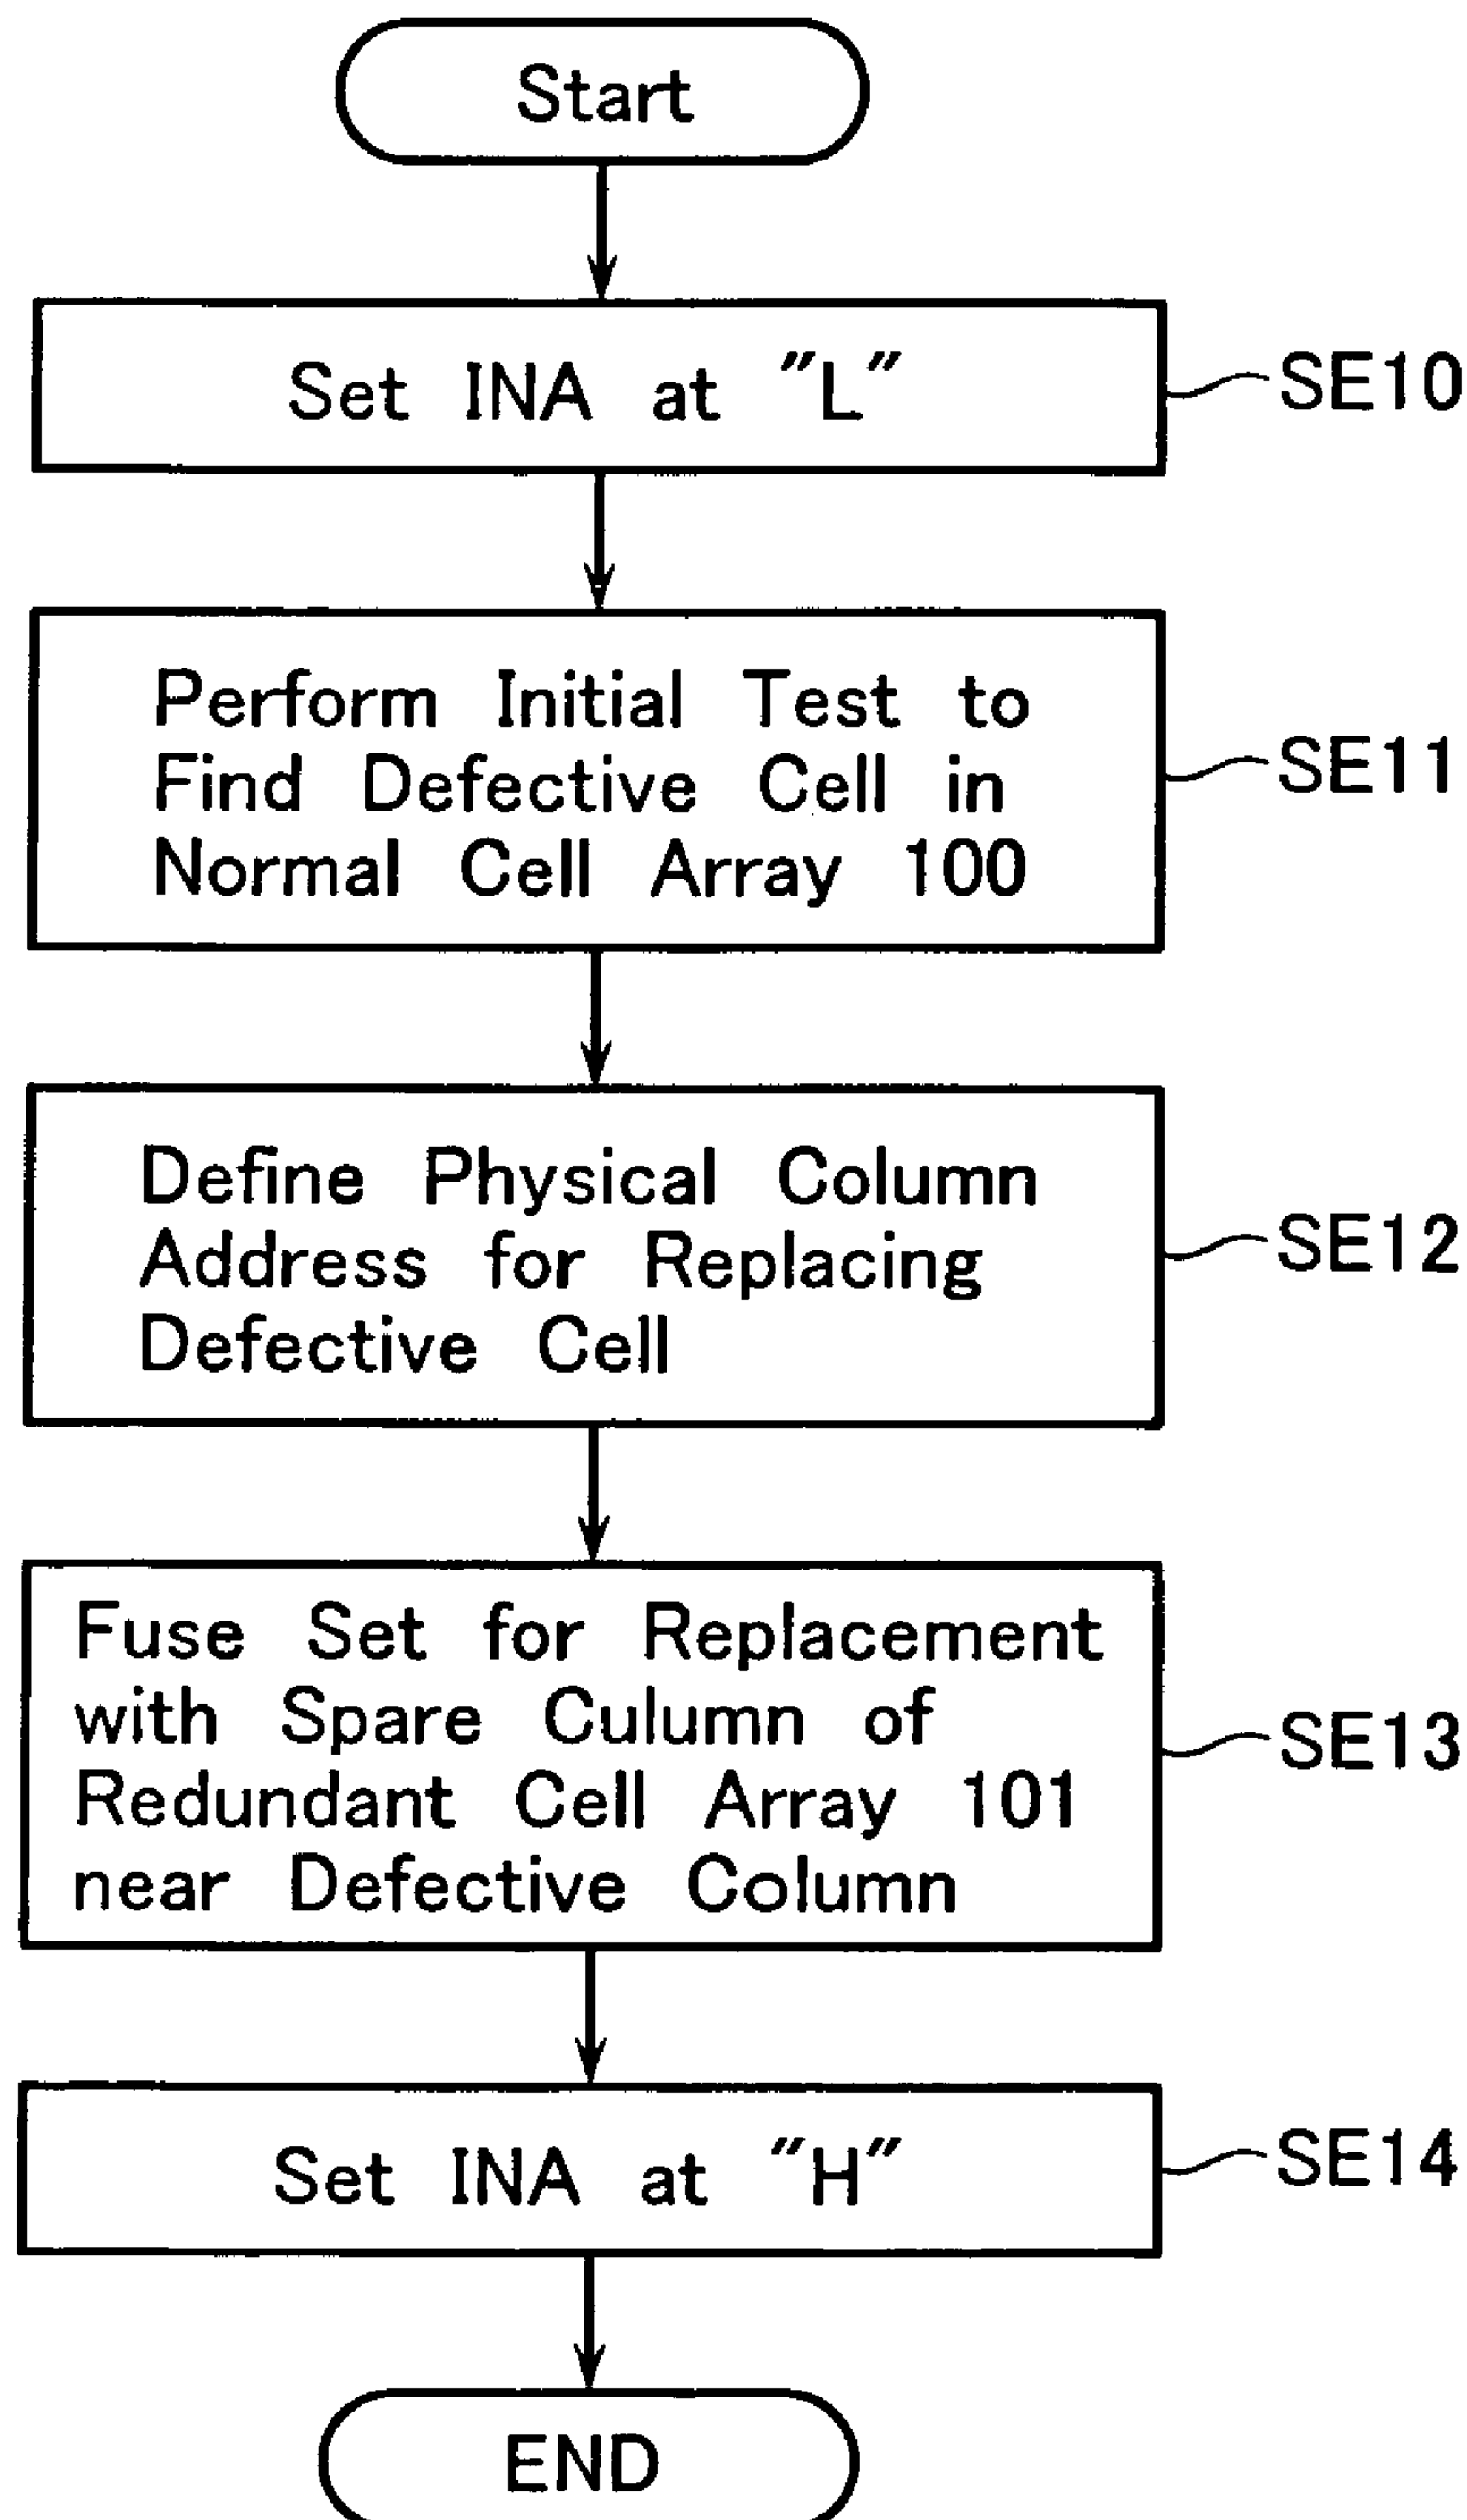 Start
Set INA at "L"
SE10
Perform Initial Test to
Find Defective Cell in
Normal Cell Array 100
SE11
Define Physical Column
Address for Replacing
Defective Cell
SE12
Fuse Set for Replacement
with Spare Culumn of
Redundant Cell Array 101
near Defective Column
SE13
Set INA at "H"
SE14
END